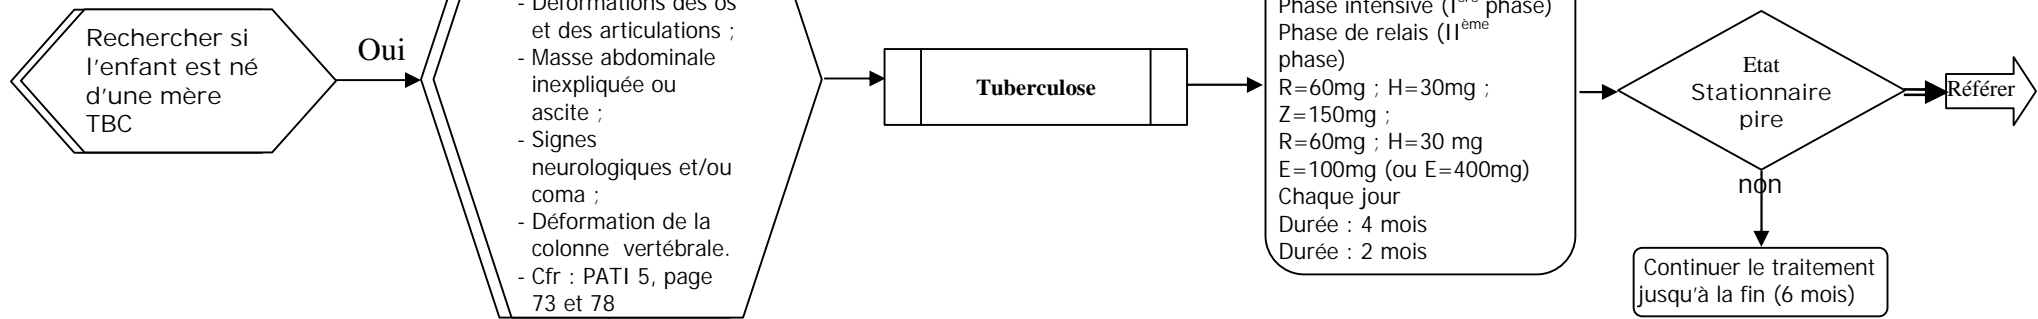 Rechercher si
l'enfant est né
d'une mère
TBC
Oui
- Déformations des os
et des articulations ;
- Masse abdominale
inexpliquée ou
ascite ;
- Signes
neurologiques et/ou
coma ;
- Déformation de la
colonne vertébrale.
- Cfr : PATI 5, page
73 et 78
Tuberculose
Phase intensive (Ière phase)
Phase de relais (IIème
phase)
R=60mg ; H=30mg ;
Z=150mg ;
R=60mg ; H=30 mg
E=100mg (ou E=400mg)
Chaque jour
Durée : 4 mois
Durée : 2 mois
Etat
Stationnaire
pire
Référer
non
Continuer le traitement
jusqu'à la fin (6 mois)